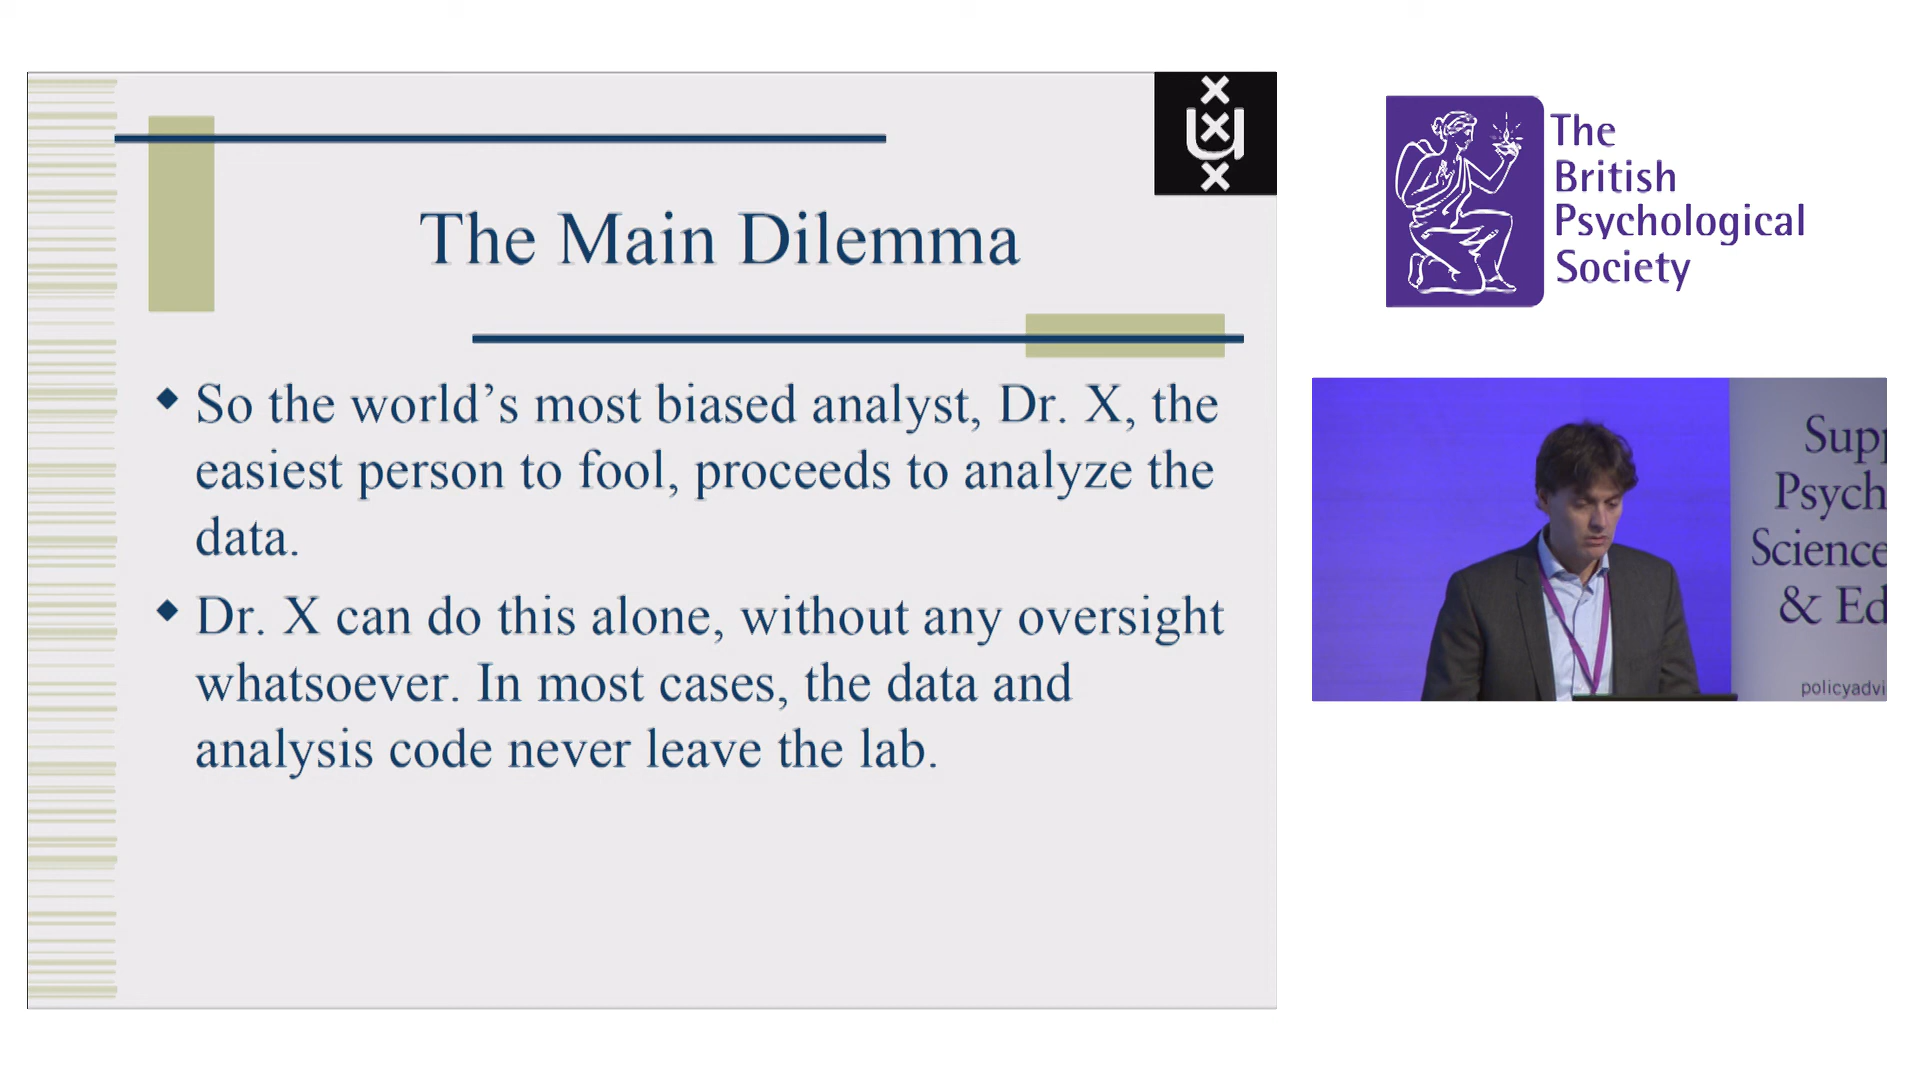 The Main Dilemma
So the world’s most biased analyst, Dr. X, the
easiest person to fool, proceeds to analyze the
data.
Dr. X can do this alone, without any oversight
whatsoever. In most cases, the data and
analysis code never leave the lab.
The
British
Psychological
Society
Supp
Psych
Science
& Ed
policyadvi